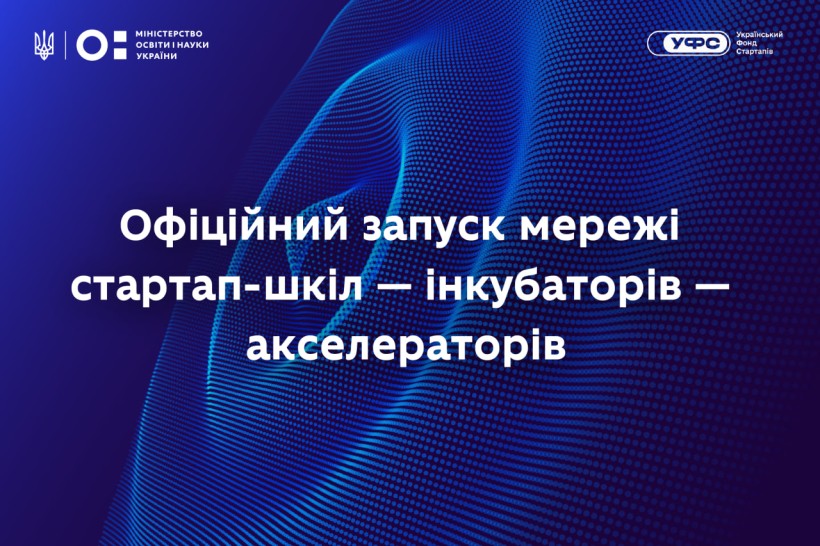 МІНІСТЕРСТВО
ОСВІТИ І НАУКИ
УКРАЇНИ
УФС
Український
Фонд
Стартапів
Офіційний запуск мережі
стартап-шкіл — інкубаторів —
акселераторів